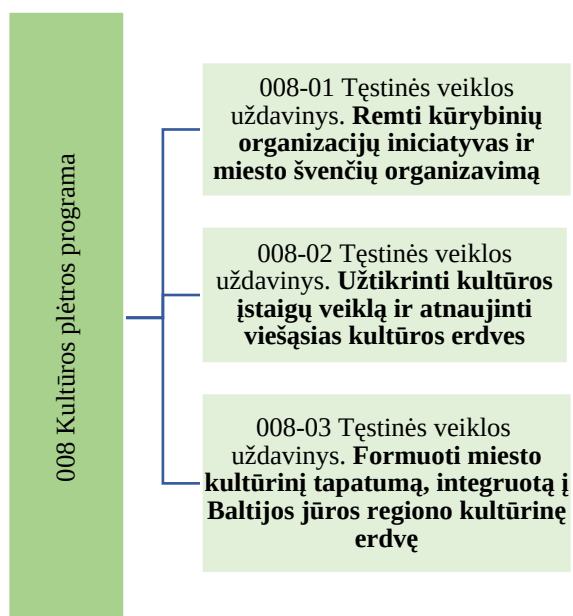 008 Kultūros plėtros programa
008-01 Tęstinės veiklos
uždavinys. Remti kūrybinių
organizacijų iniciatyvas ir
miesto švenčių organizavimą
008-02 Tęstinės veiklos
uždavinys. Užtikrinti kultūros
įstaigų veiklą ir atnaujinti
viešąsias kultūros erdves
008-03 Tęstinės veiklos
uždavinys. Formuoti miesto
kultūrinį tapatumą, integruotą į
Baltijos jūros regiono kultūrinę
erdvę